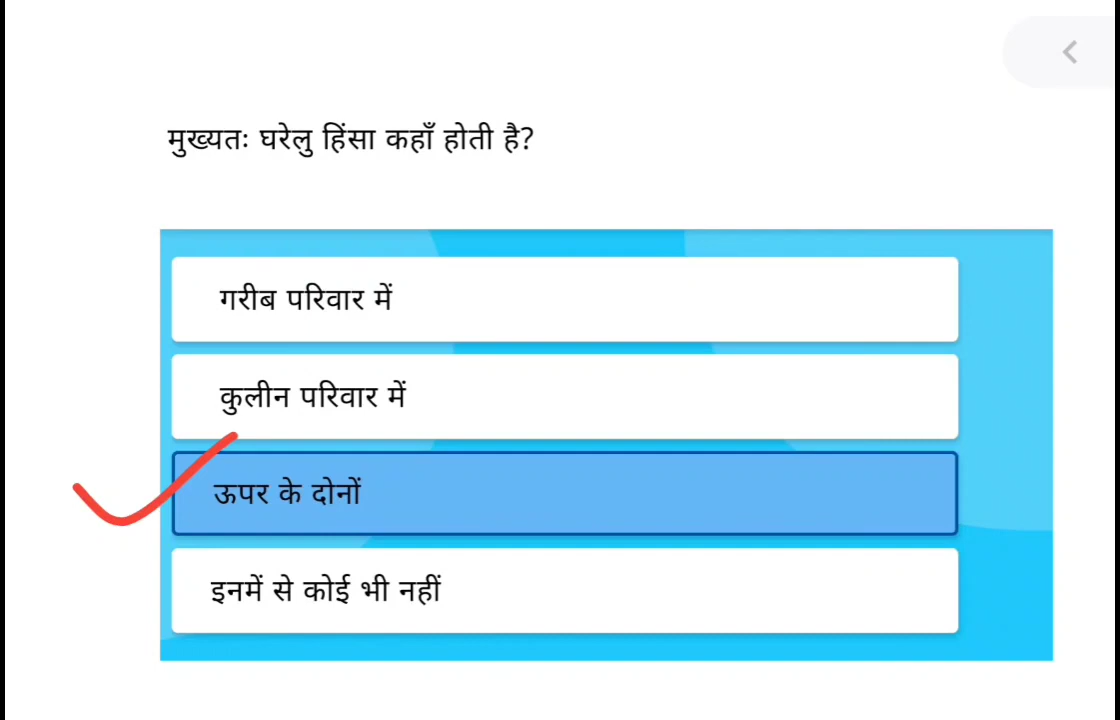 मुख्यतः घरेलु हिंसा कहाँ होती है?
गरीब परिवार में
कुलीन परिवार में
ऊपर के दोनों
इनमें से कोई भी नहीं